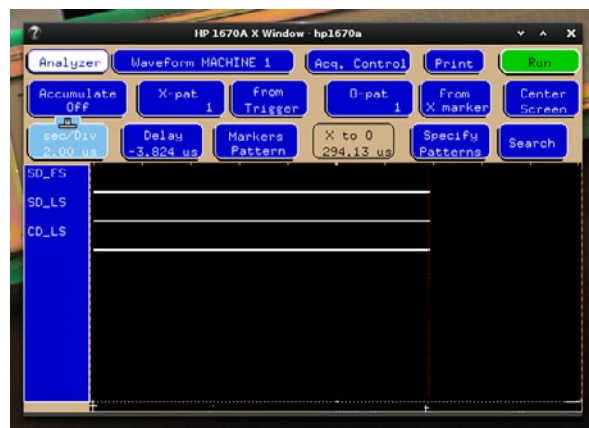 HP 1670A X Window - hp1670a
Analyzer
Waveform MACHINE 1
Acq. Control
Print
Run
Accumulate
Off
X-pat
1
from
Trigger
O-pat
1
from
X marker
Center
Screen
sec/Div
2.00 us
Delay
-3.824 us
Markers
Pattern
X to O
294.13 us
Specify
Patterns
Search
SD_FS
SD_LS
CD_LS